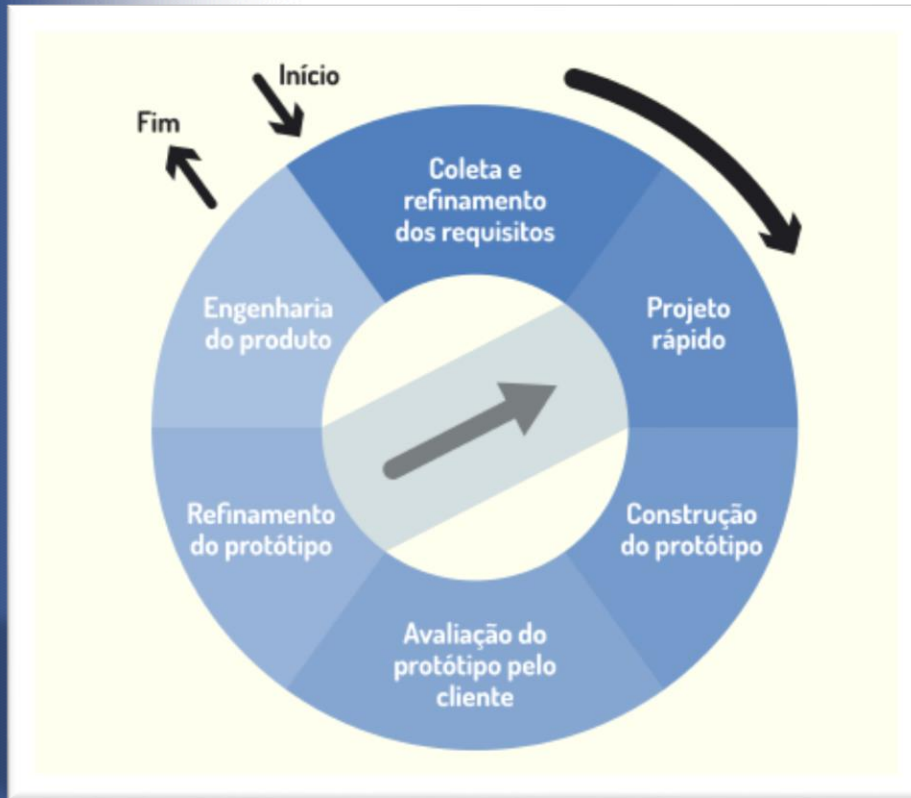 Início
Fim
Coleta e
refinamento
dos requisitos
Projeto
rápido
Construção
do protótipo
Avaliação do
protótipo pelo
cliente
Refinamento
do protótipo
Engenharia
do produto